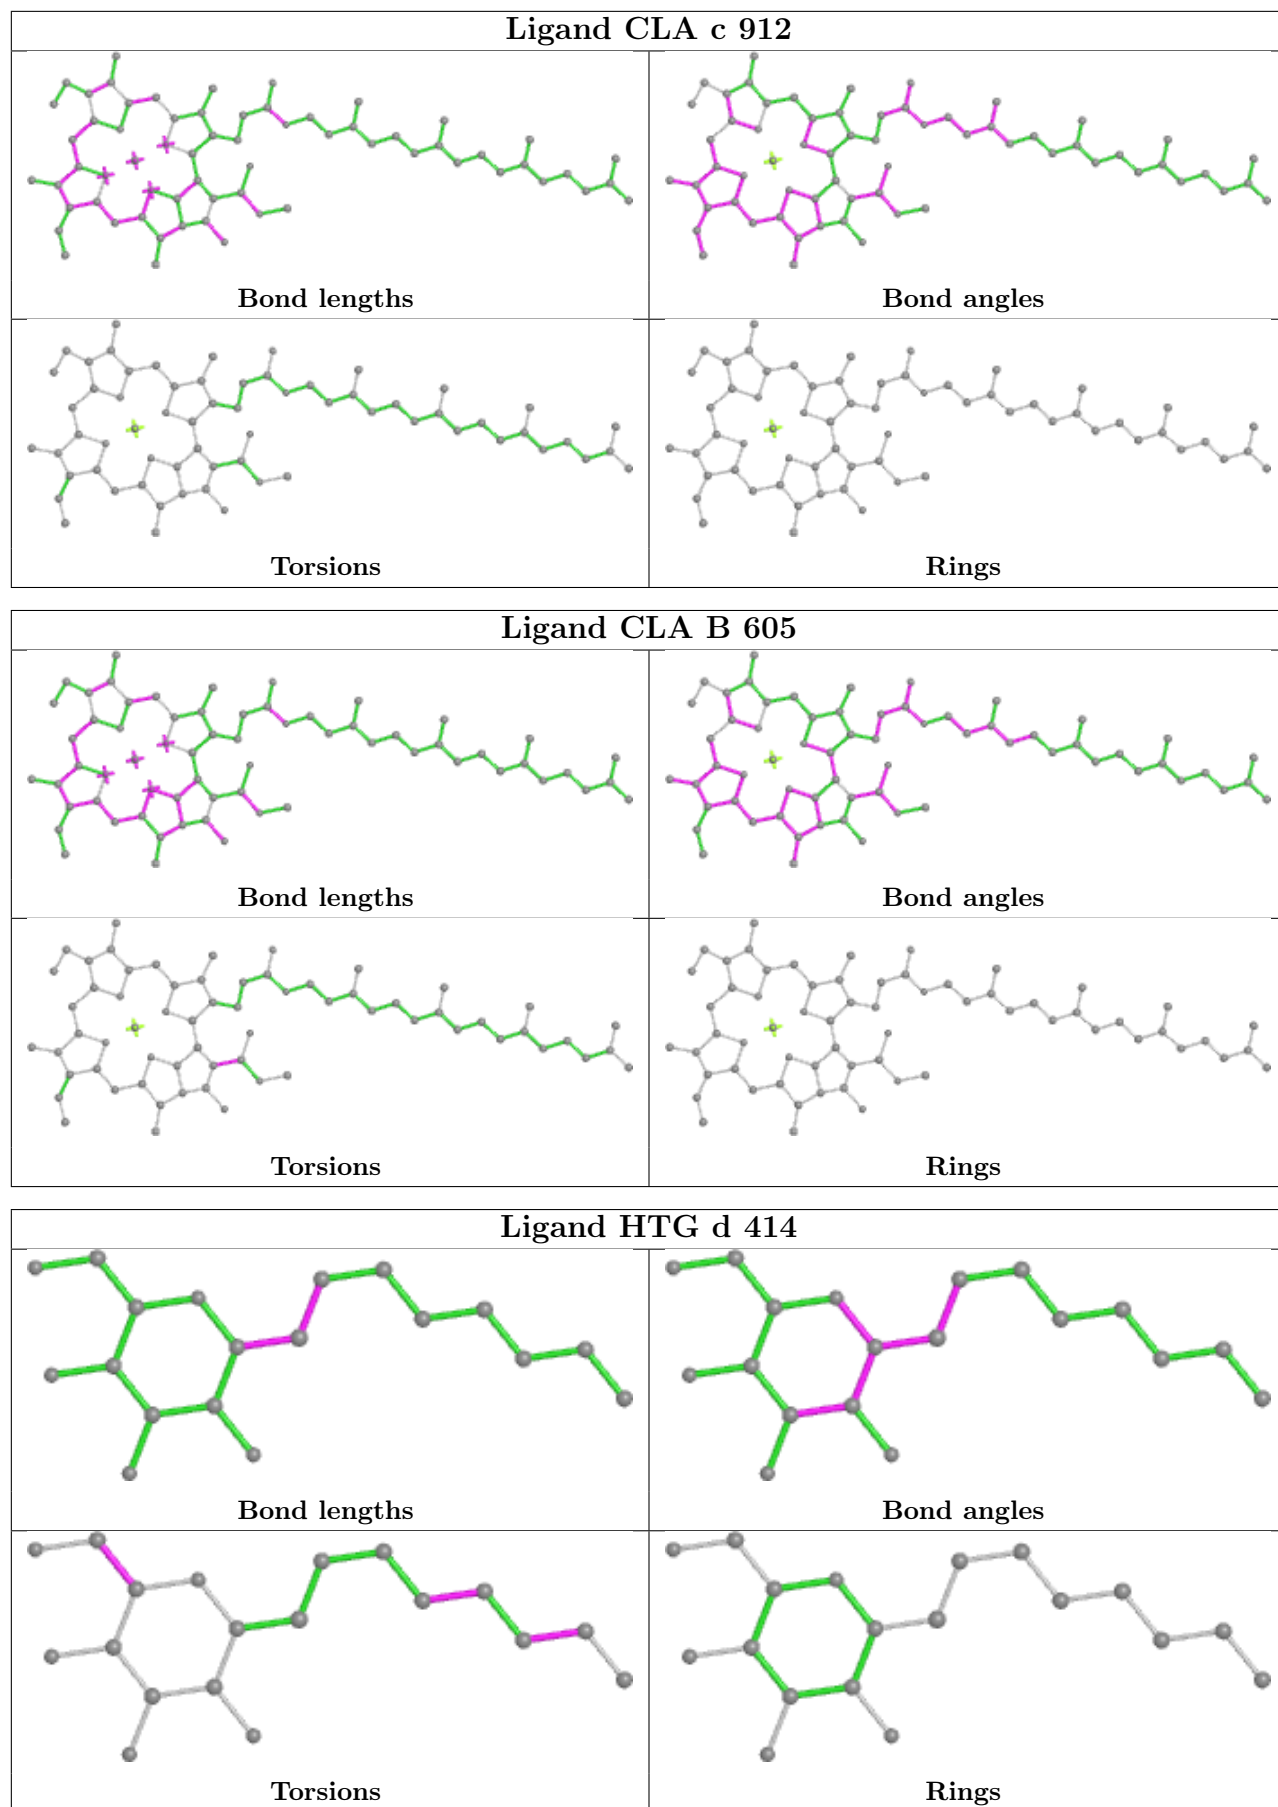 Ligand CLA c 912
Bond lengths
Bond angles
Torsions
Rings
Ligand CLA B 605
Bond lengths
Bond angles
Torsions
Rings
Ligand HTG d 414
Bond lengths
Bond angles
Torsions
Rings